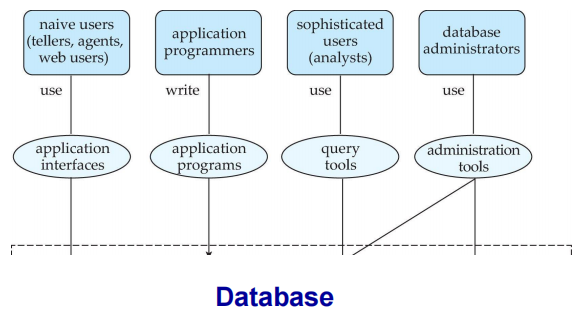 naive users
(tellers, agents,
web users)
application
programmers
sophisticated
users
(analysts)
database
administrators
use
write
use
use
application
interfaces
application
programs
query
tools
administration
tools
Database